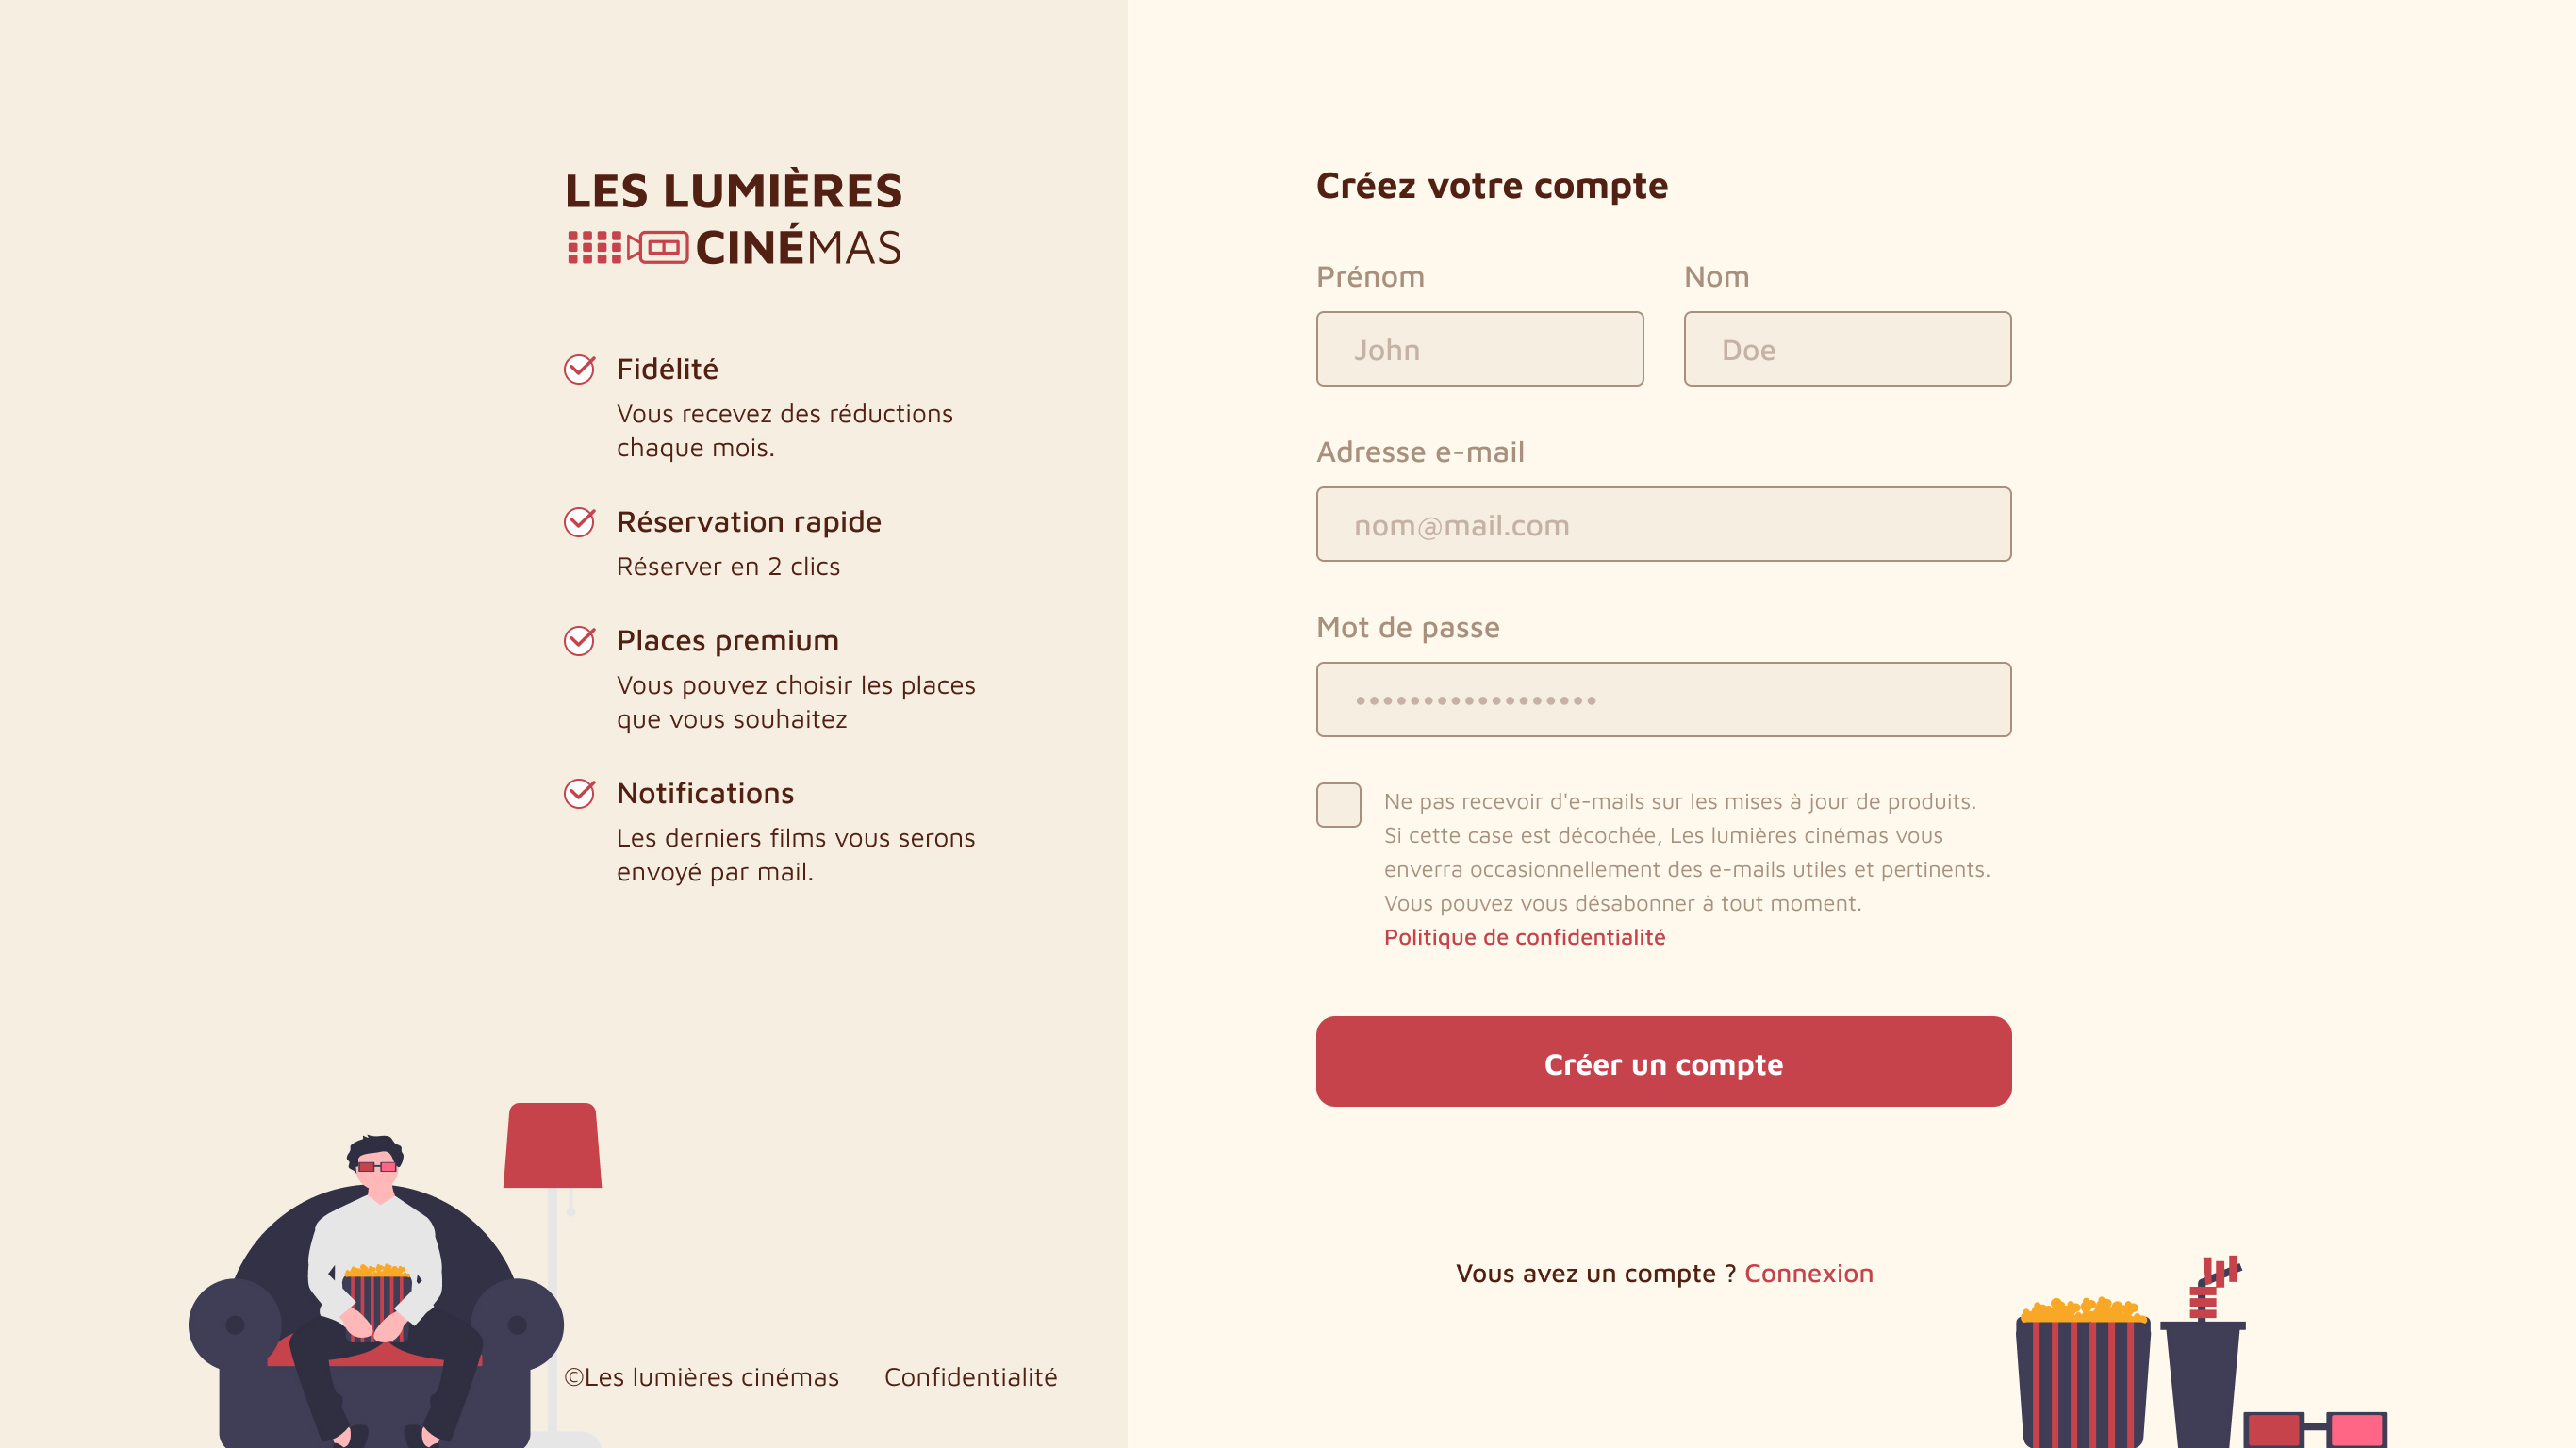 LES LUMIÈRES
CINÉMAS
Fidélité
Vous recevez des réductions
chaque mois.
Réservation rapide
Réserver en 2 clics
Places premium
Vous pouvez choisir les places
que vous souhaitez
Notifications
Les derniers films vous serons
envoyé par mail.
©Les lumières cinémas
Confidentialité
Créez votre compte
Prénom
Nom
John
Doe
Adresse e-mail
nom@mail.com
Mot de passe
••••••••••••••••••
Ne pas recevoir d'e-mails sur les mises à jour de produits.
Si cette case est décochée, Les lumières cinémas vous
enverra occasionnellement des e-mails utiles et pertinents.
Vous pouvez vous désabonner à tout moment.
Politique de confidentialité
Créer un compte
Vous avez un compte ? Connexion